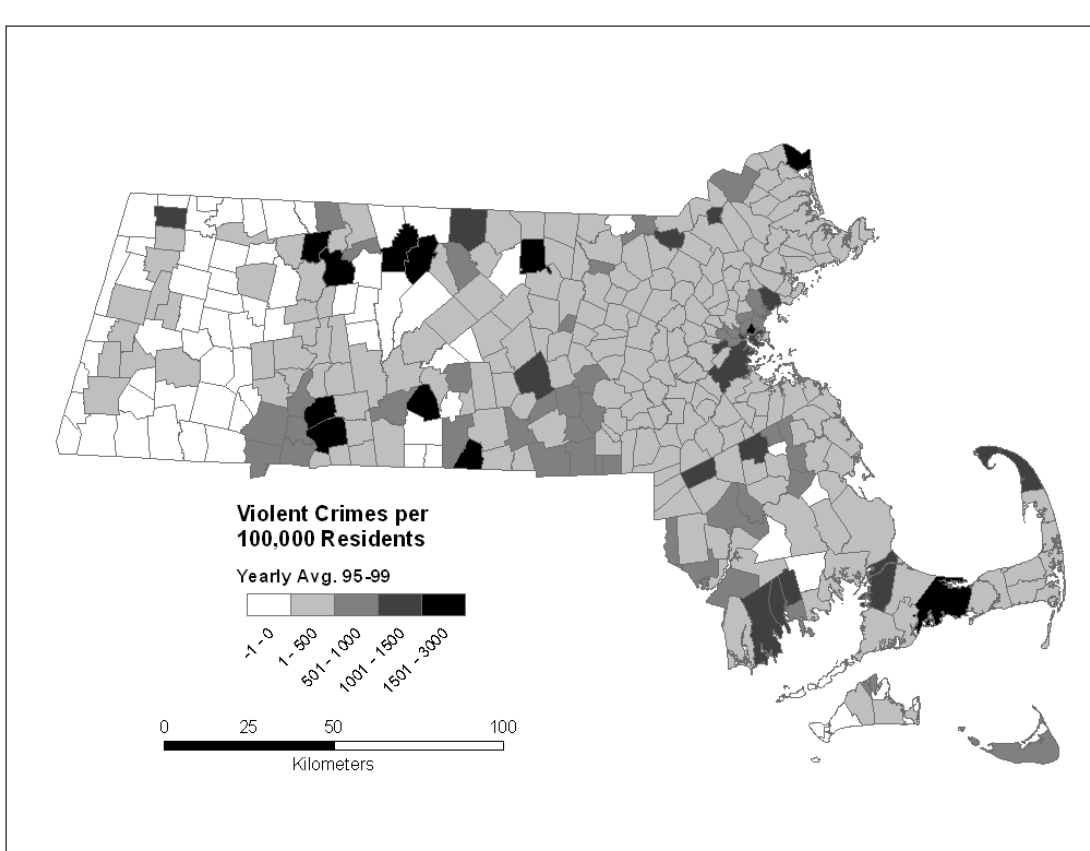 Violent Crimes per
100,000 Residents
Yearly Avg. 95-99
-1 - 0
1 - 500
501 - 1000
1001 - 1500
1501 - 3000
0 25 50 100
Kilometers